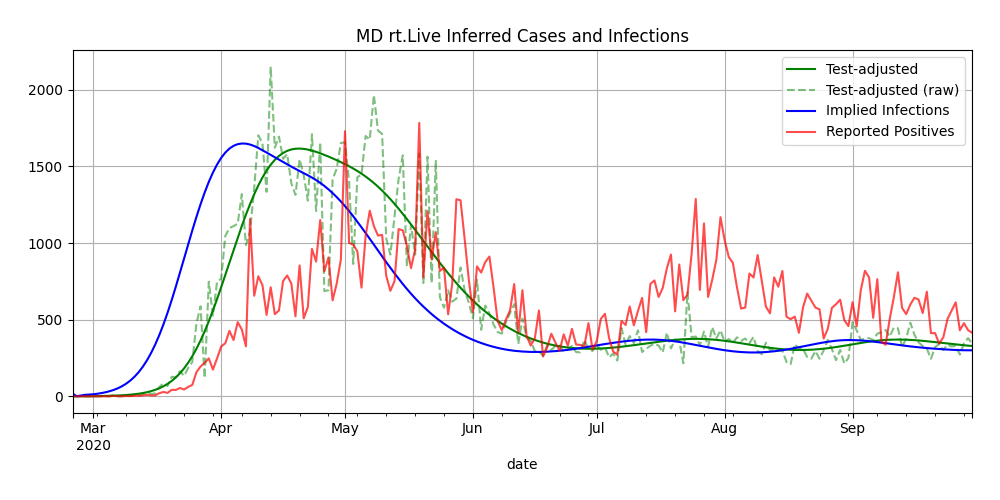 MD rt.Live Inferred Cases and Infections
Test-adjusted
Test-adjusted (raw)
Implied Infections
Reported Positives
2000
1500
1000
500
0
Mar Apr May Jun Jul Aug Sep
2020
date